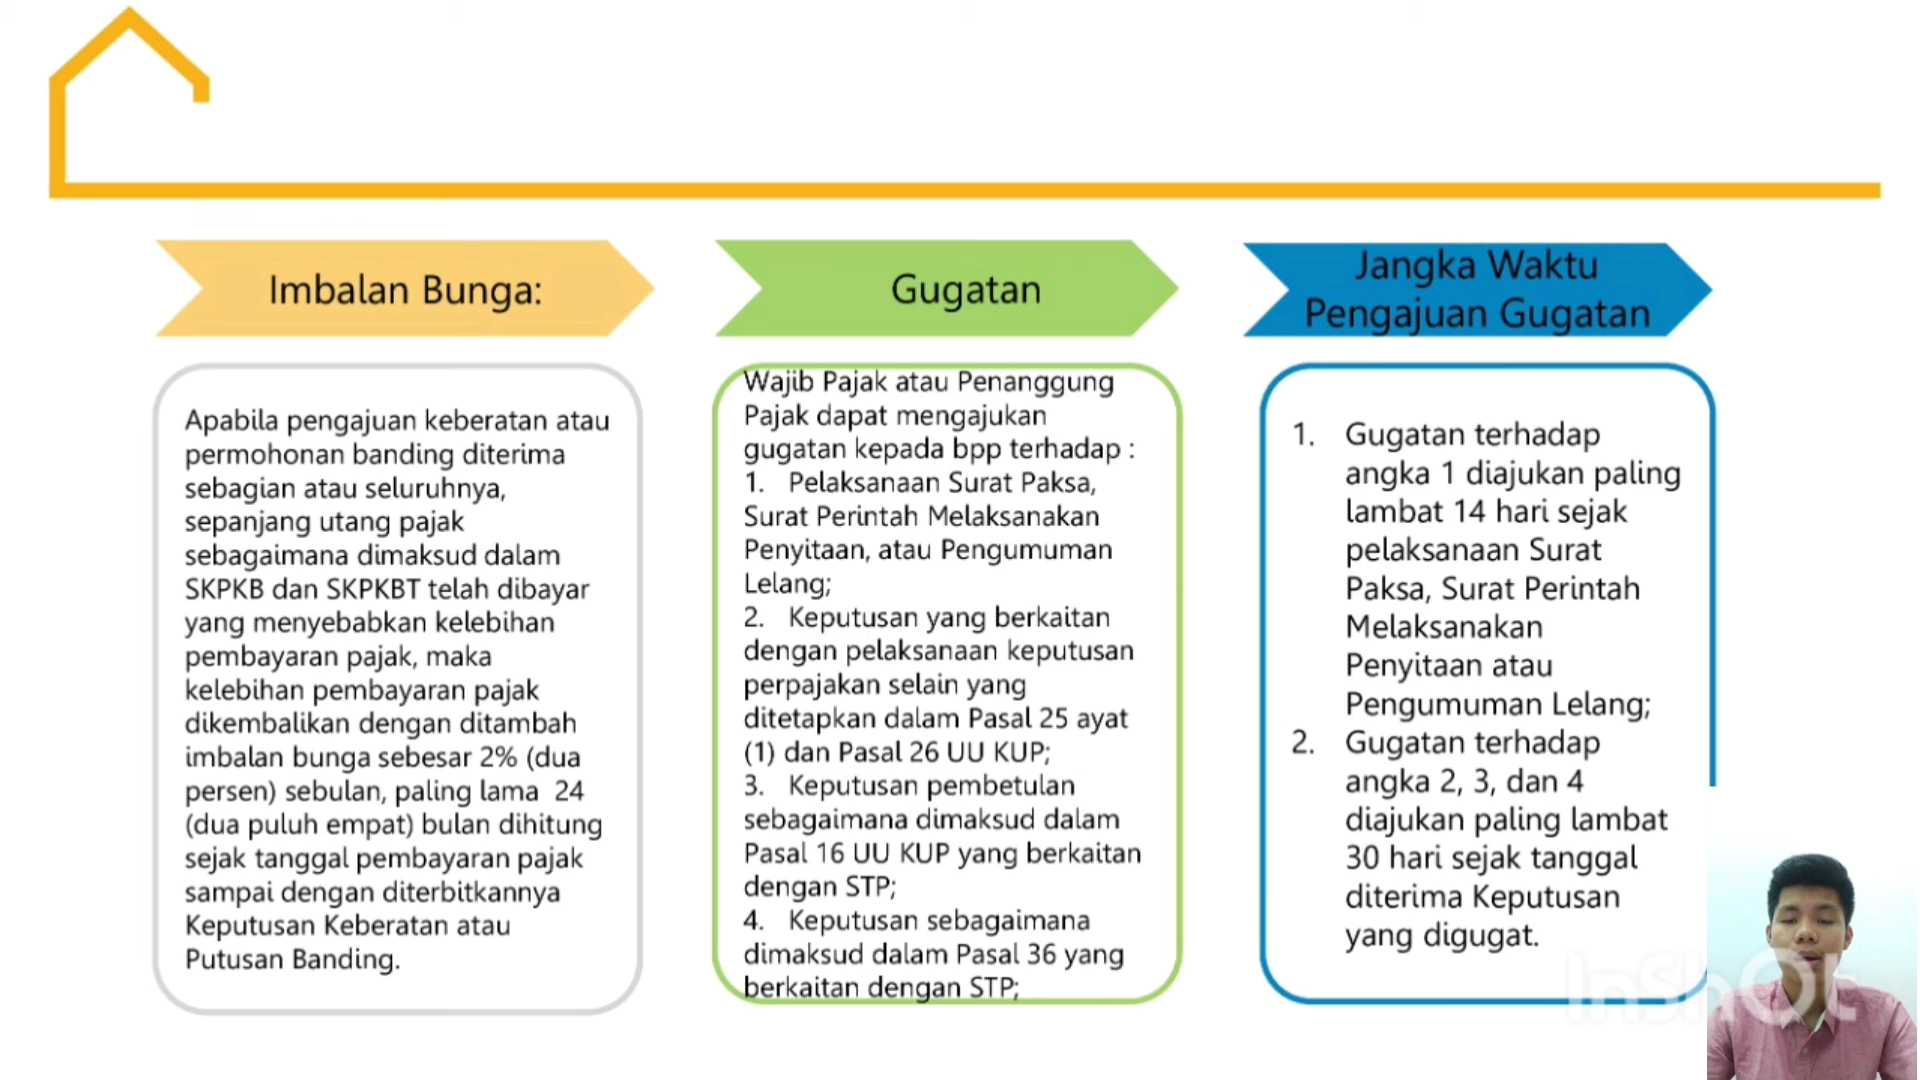 Imbalan Bunga:
Apabila pengajuan keberatan atau
permohonan banding diterima
sebagian atau seluruhnya,
sepanjang utang pajak
sebagaimana dimaksud dalam
SKPKB dan SKPKBT telah dibayar
yang menyebabkan kelebihan
pembayaran pajak, maka
kelebihan pembayaran pajak
dikembalikan dengan ditambah
imbalan bunga sebesar 2% (dua
persen) sebulan, paling lama 24
(dua puluh empat) bulan dihitung
sejak tanggal pembayaran pajak
sampai dengan diterbitkannya
Keputusan Keberatan atau
Putusan Banding.
Gugatan
Wajib Pajak atau Penanggung
Pajak dapat mengajukan
gugatan kepada bpp terhadap :
1. Pelaksanaan Surat Paksa,
Surat Perintah Melaksanakan
Penyitaan, atau Pengumuman
Lelang;
2. Keputusan yang berkaitan
dengan pelaksanaan keputusan
perpajakan selain yang
ditetapkan dalam Pasal 25 ayat
(1) dan Pasal 26 UU KUP;
3. Keputusan pembetulan
sebagaimana dimaksud dalam
Pasal 16 UU KUP yang berkaitan
dengan STP;
4. Keputusan sebagaimana
dimaksud dalam Pasal 36 yang
berkaitan dengan STP;
Jangka Waktu
Pengajuan Gugatan
1. Gugatan terhadap
angka 1 diajukan paling
lambat 14 hari sejak
pelaksanaan Surat
Paksa, Surat Perintah
Melaksanakan
Penyitaan atau
Pengumuman Lelang;
2. Gugatan terhadap
angka 2, 3, dan 4
diajukan paling lambat
30 hari sejak tanggal
diterima Keputusan
yang digugat.
InShOt